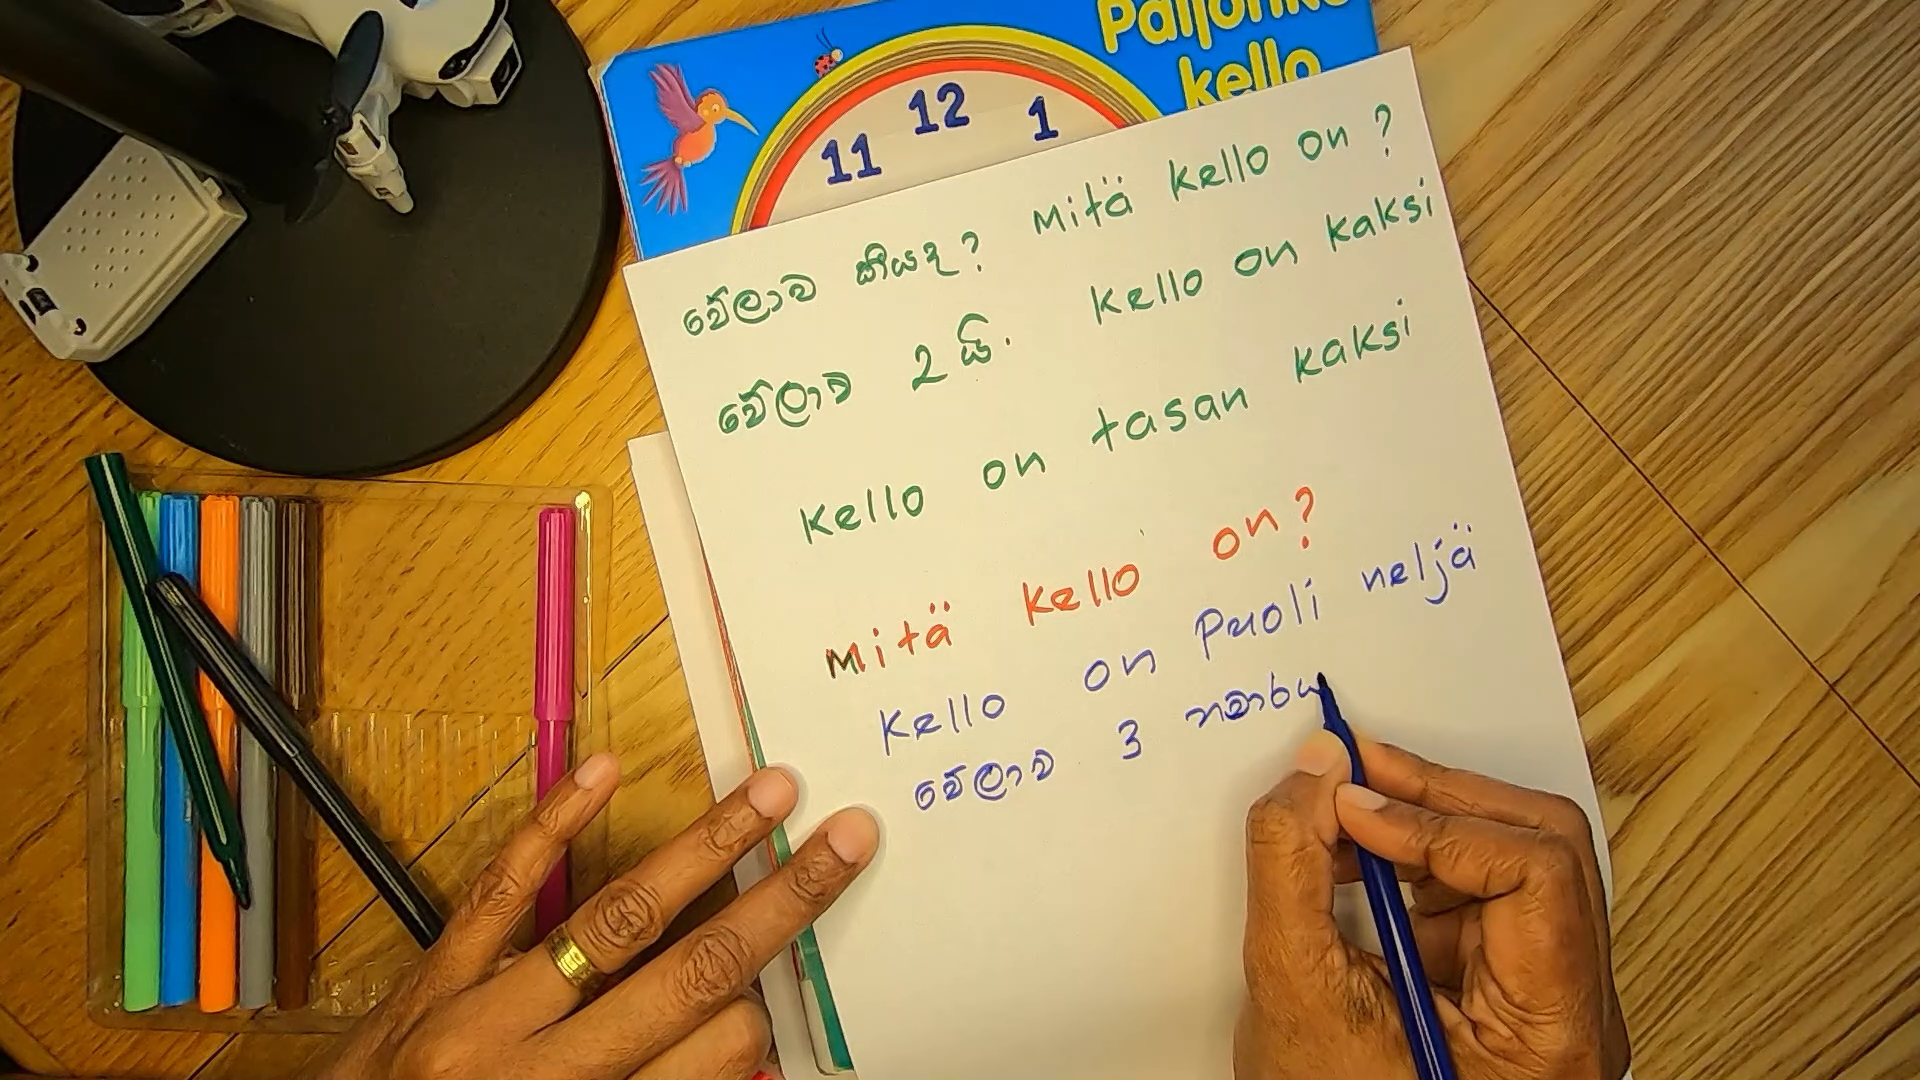 Paljonko
kello
11 12 1
වේලාව කීයද? Mitä kello on?
වේලාව 2 යි. Kello on kaksi
Kello on tasan kaksi
Mitä kello on?
Kello on Puoli neljä
වේලාව 3 හමාරය